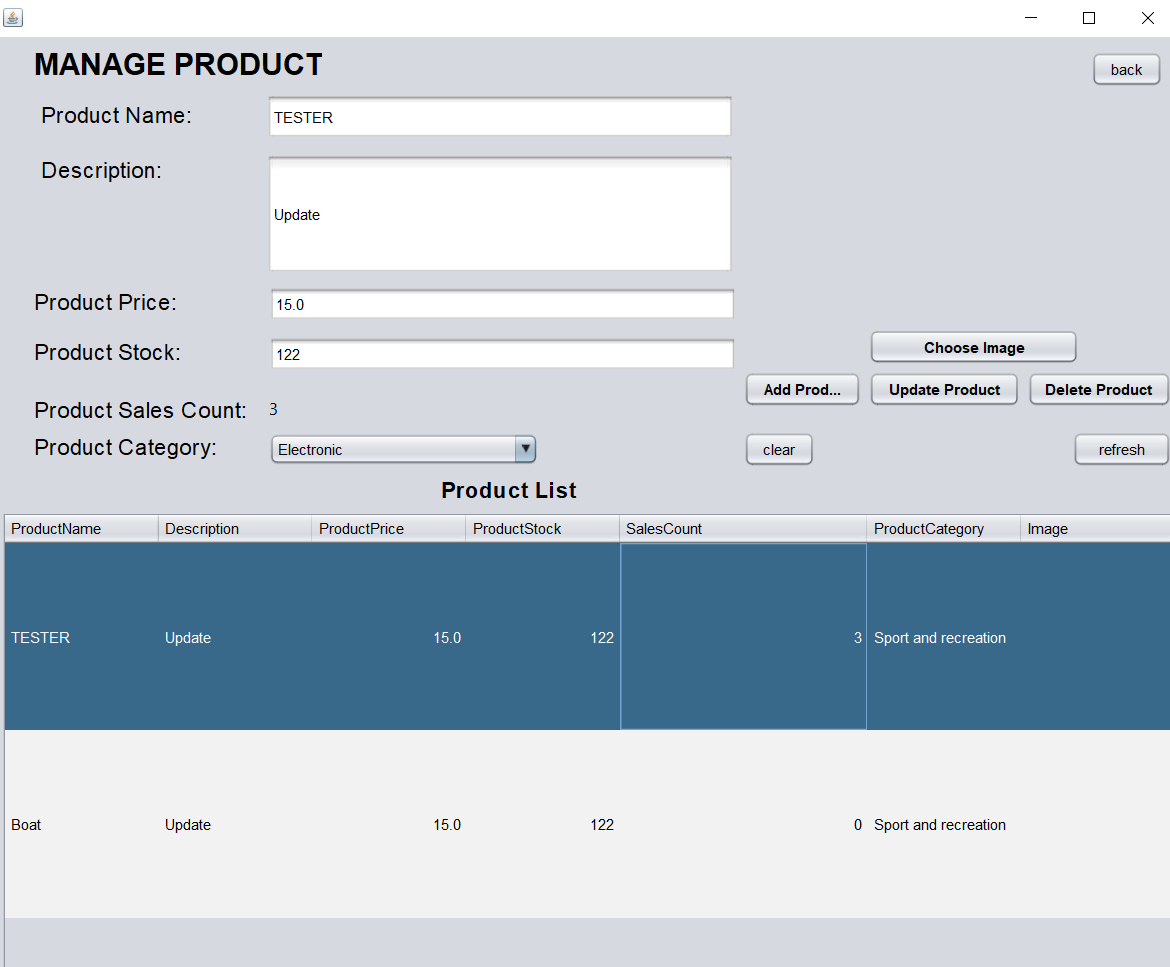 MANAGE PRODUCT
back
Product Name: TESTER
Description: Update
Product Price: 15.0
Product Stock: 122
Choose Image
Add Prod... Update Product Delete Product
Product Sales Count: 3
Product Category: Electronic
clear refresh
Product List
ProductName Description ProductPrice ProductStock SalesCount ProductCategory Image
TESTER Update 15.0 122 3 Sport and recreation
Boat Update 15.0 122 0 Sport and recreation